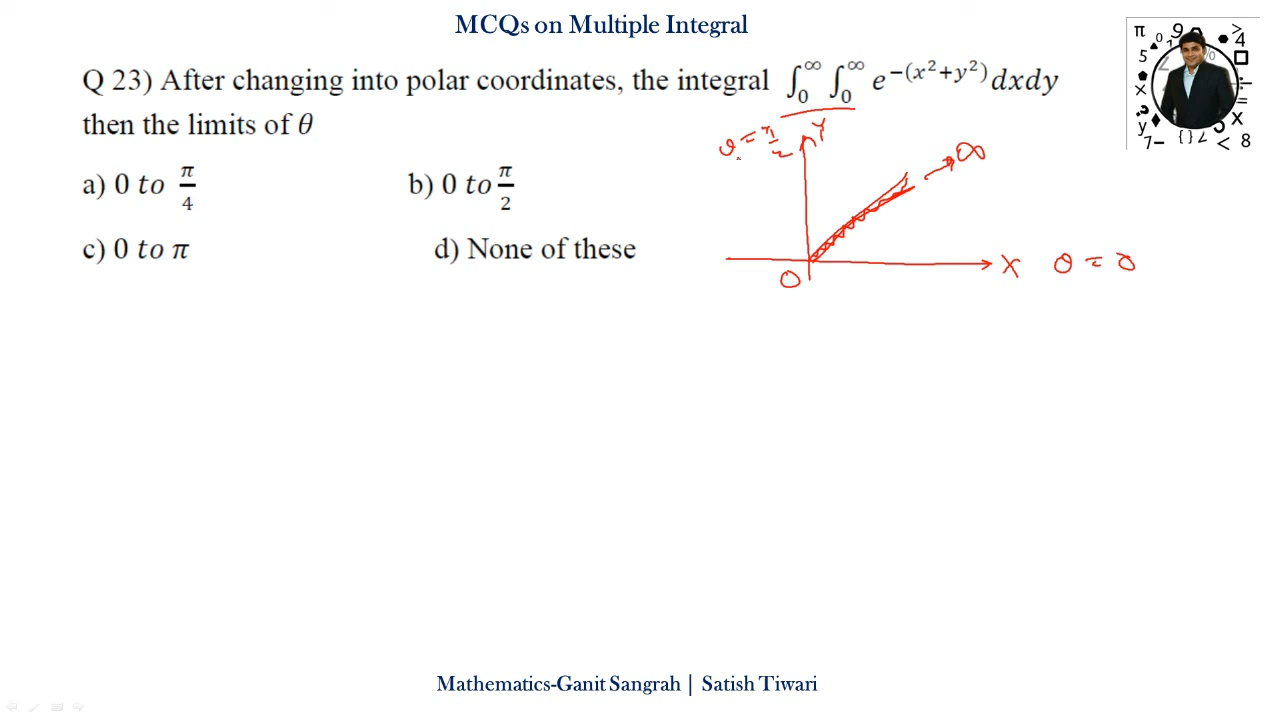 MCQs on Multiple Integral
Q 23) After changing into polar coordinates, the integral ∫₀^∞ ∫₀^∞ e^{−(x²+y²)} dxdy
then the limits of θ
a) 0 to π/4
b) 0 to π/2
c) 0 to π
d) None of these
θ = π/2
Y
∞
O
X θ = 0
Mathematics-Ganit Sangrah | Satish Tiwari